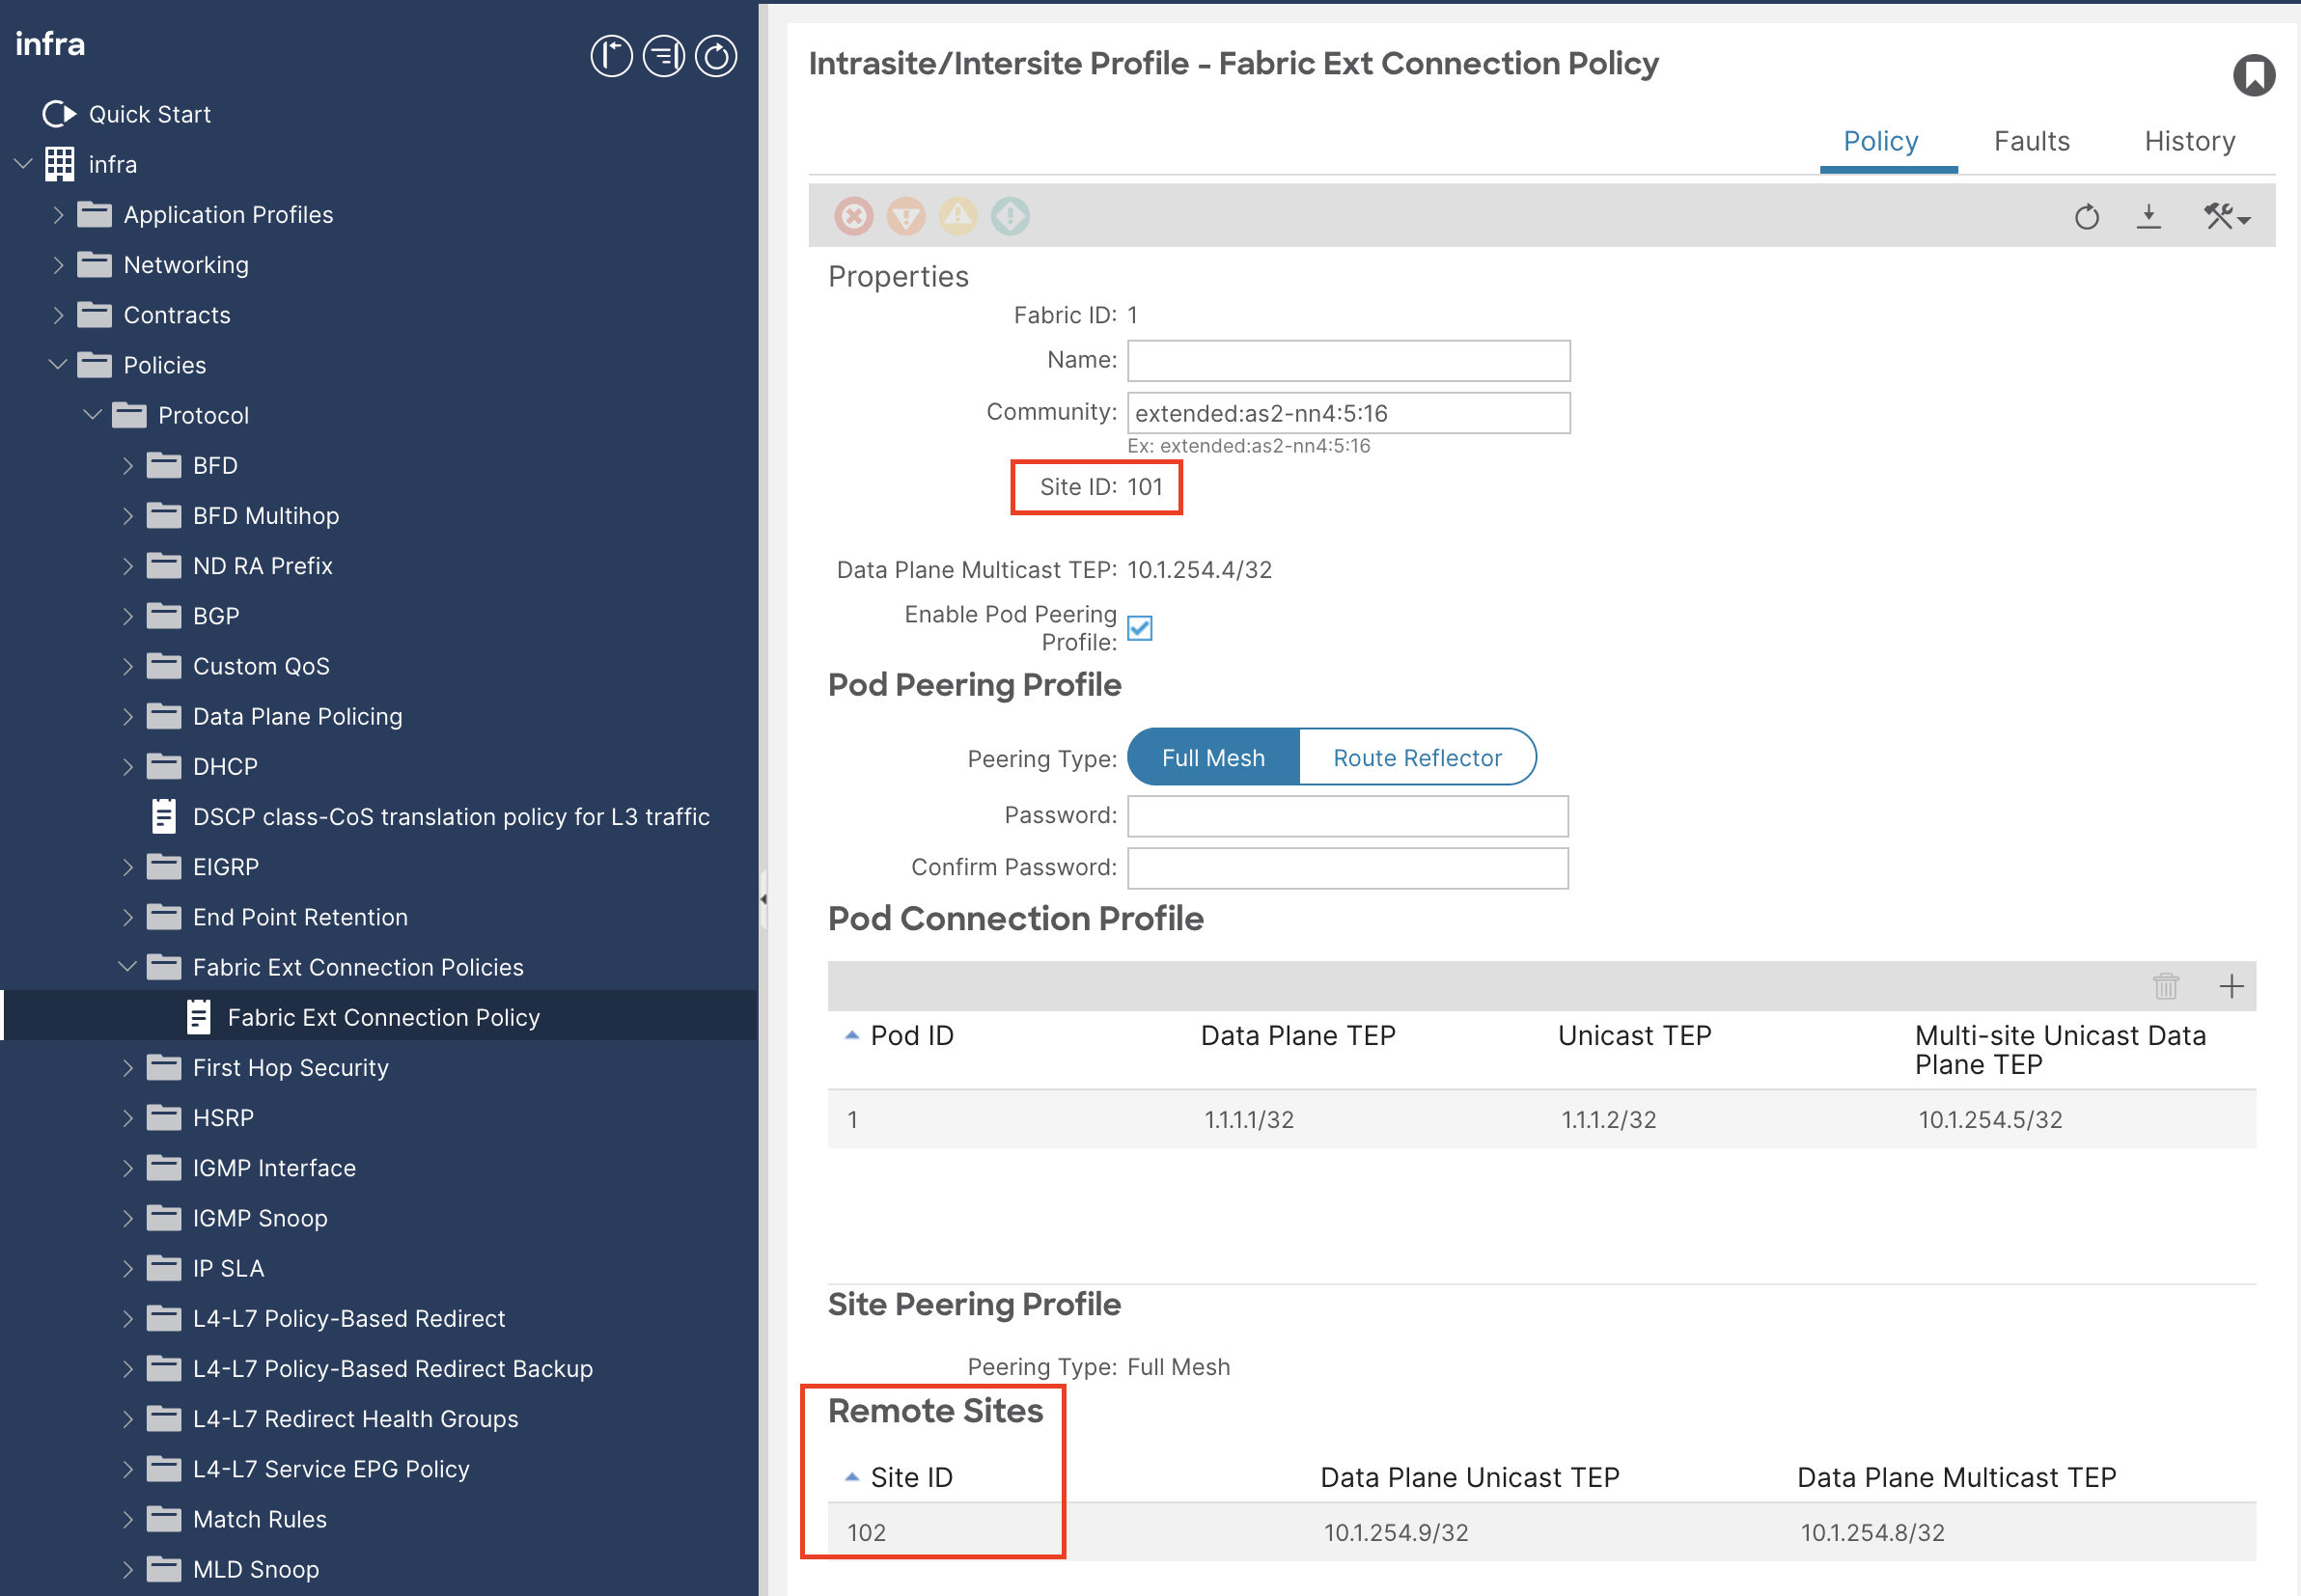 infra
Quick Start
infra
Application Profiles
Networking
Contracts
Policies
Protocol
BFD
BFD Multihop
ND RA Prefix
BGP
Custom QoS
Data Plane Policing
DHCP
DSCP class-CoS translation policy for L3 traffic
EIGRP
End Point Retention
Fabric Ext Connection Policies
Fabric Ext Connection Policy
First Hop Security
HSRP
IGMP Interface
IGMP Snoop
IP SLA
L4-L7 Policy-Based Redirect
L4-L7 Policy-Based Redirect Backup
L4-L7 Redirect Health Groups
L4-L7 Service EPG Policy
Match Rules
MLD Snoop
Intrasite/Intersite Profile - Fabric Ext Connection Policy
Policy Faults History
Properties
Fabric ID: 1
Name:
Community: extended:as2-nn4:5:16
Ex: extended:as2-nn4:5:16
Site ID: 101
Data Plane Multicast TEP: 10.1.254.4/32
Enable Pod Peering
Profile:
Pod Peering Profile
Peering Type: Full Mesh Route Reflector
Password:
Confirm Password:
Pod Connection Profile
Pod ID Data Plane TEP Unicast TEP Multi-site Unicast Data
Plane TEP
1 1.1.1.1/32 1.1.1.2/32 10.1.254.5/32
Site Peering Profile
Peering Type: Full Mesh
Remote Sites
Site ID Data Plane Unicast TEP Data Plane Multicast TEP
102 10.1.254.9/32 10.1.254.8/32